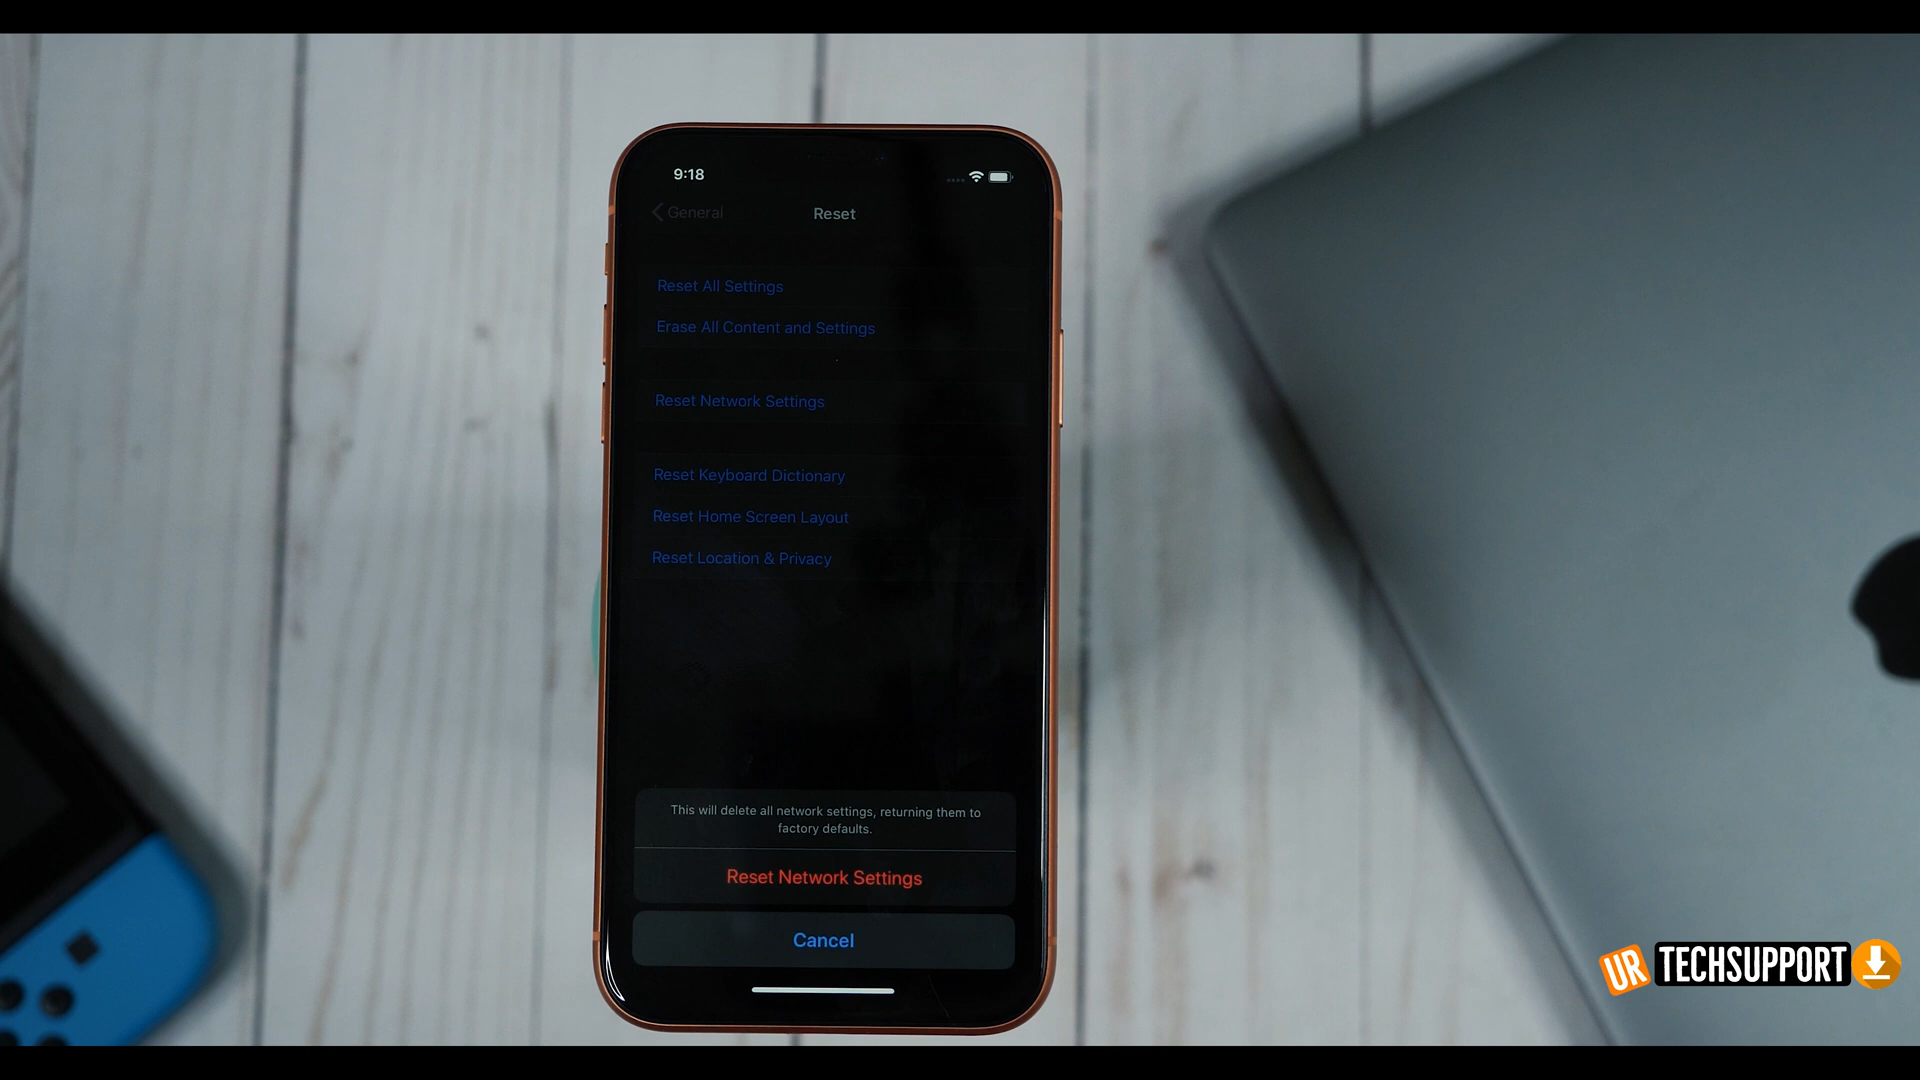 9:18
General
Reset
Reset All Settings
Erase All Content and Settings
Reset Network Settings
Reset Keyboard Dictionary
Reset Home Screen Layout
Reset Location & Privacy
This will delete all network settings, returning them to
factory defaults.
Reset Network Settings
Cancel
UR TECHSUPPORT